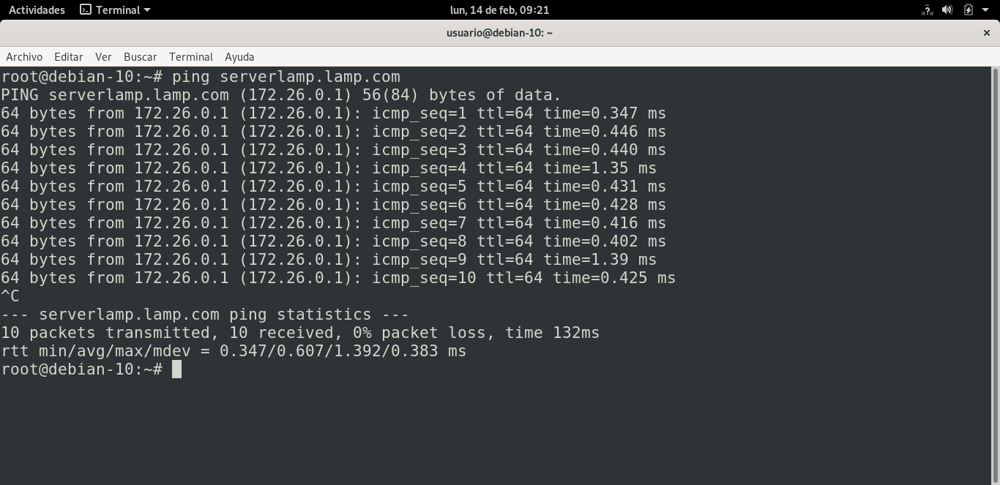 Actividades Terminal lun, 14 de feb, 09:21
usuario@debian-10: ~
Archivo Editar Ver Buscar Terminal Ayuda
root@debian-10:~# ping serverlamp.lamp.com
PING serverlamp.lamp.com (172.26.0.1) 56(84) bytes of data.
64 bytes from 172.26.0.1 (172.26.0.1): icmp_seq=1 ttl=64 time=0.347 ms
64 bytes from 172.26.0.1 (172.26.0.1): icmp_seq=2 ttl=64 time=0.446 ms
64 bytes from 172.26.0.1 (172.26.0.1): icmp_seq=3 ttl=64 time=0.440 ms
64 bytes from 172.26.0.1 (172.26.0.1): icmp_seq=4 ttl=64 time=1.35 ms
64 bytes from 172.26.0.1 (172.26.0.1): icmp_seq=5 ttl=64 time=0.431 ms
64 bytes from 172.26.0.1 (172.26.0.1): icmp_seq=6 ttl=64 time=0.428 ms
64 bytes from 172.26.0.1 (172.26.0.1): icmp_seq=7 ttl=64 time=0.416 ms
64 bytes from 172.26.0.1 (172.26.0.1): icmp_seq=8 ttl=64 time=0.402 ms
64 bytes from 172.26.0.1 (172.26.0.1): icmp_seq=9 ttl=64 time=1.39 ms
64 bytes from 172.26.0.1 (172.26.0.1): icmp_seq=10 ttl=64 time=0.425 ms
^C
--- serverlamp.lamp.com ping statistics ---
10 packets transmitted, 10 received, 0% packet loss, time 132ms
rtt min/avg/max/mdev = 0.347/0.607/1.392/0.383 ms
root@debian-10:~#